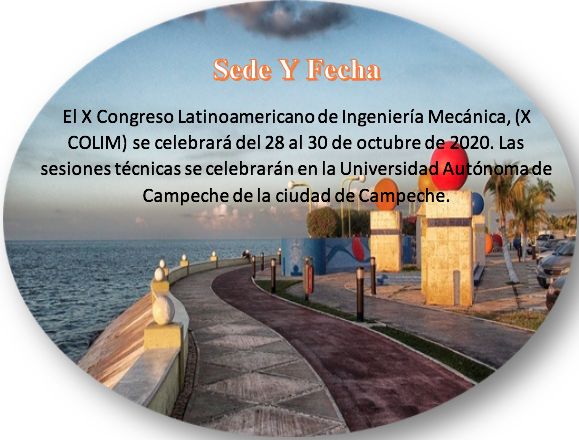 Sede Y Fecha
El X Congreso Latinoamericano de Ingeniería Mecánica, (X
COLIM) se celebrará del 28 al 30 de octubre de 2020. Las
sesiones técnicas se celebrarán en la Universidad Autónoma de
Campeche de la ciudad de Campeche.